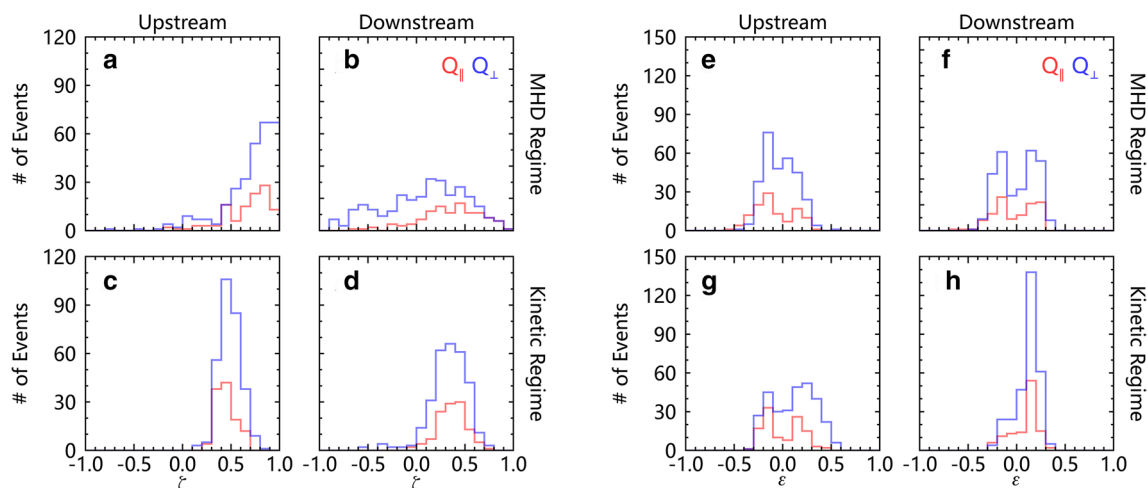 Upstream Downstream Upstream Downstream
120 150
a b e f
Q∥ Q⊥ Q∥ Q⊥
90 120
# of Events 60 MHD Regime # of Events 90 MHD Regime
30 60
30
0 0
120 150
c d g h
90 120
# of Events 60 Kinetic Regime # of Events 90 Kinetic Regime
30 60
30
0 0
-1.0 -0.5 0.0 0.5 1.0 -0.5 0.0 0.5 1.0 -1.0 -0.5 0.0 0.5 -1.0 -0.5 0.0 0.5 1.0
ζ ζ ε ε